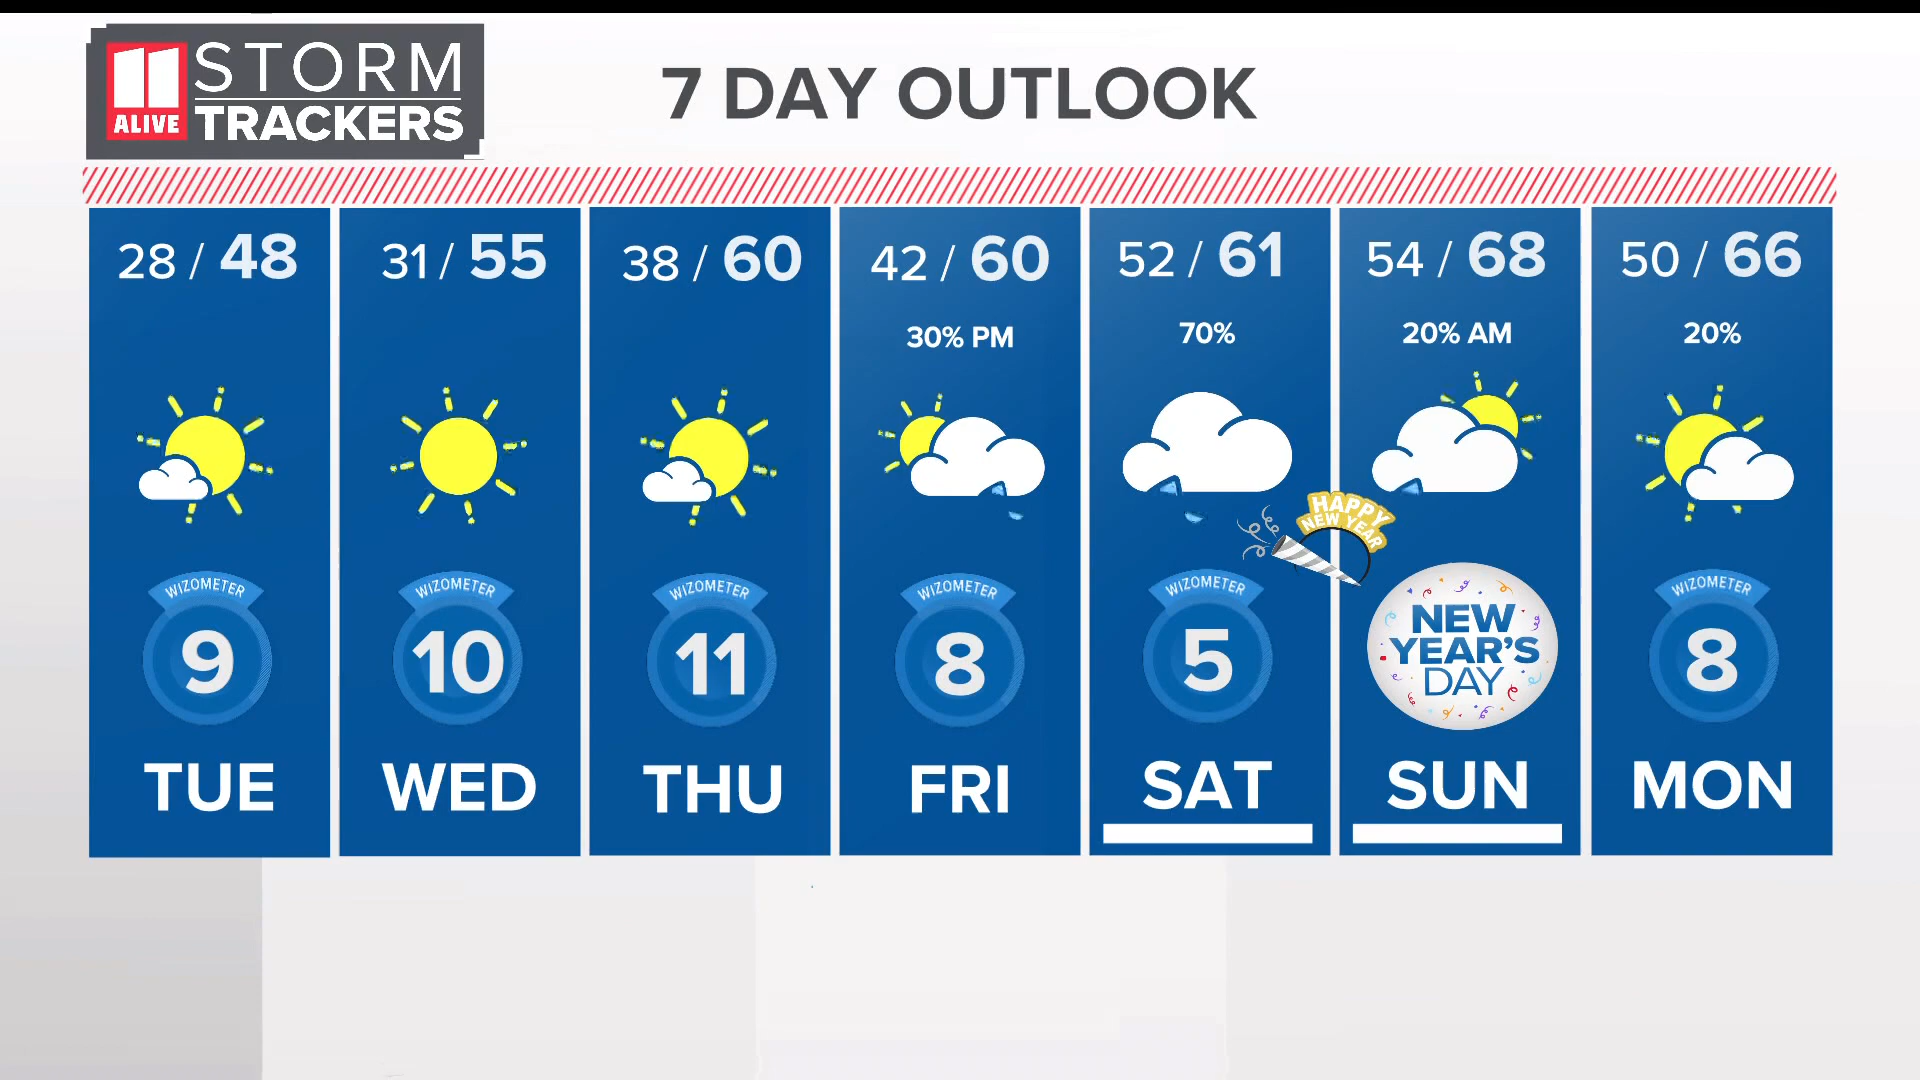 11 ALIVE STORM TRACKERS
7 DAY OUTLOOK
28 / 48
31 / 55
38 / 60
42 / 60
52 / 61
54 / 68
50 / 66
30% PM
70%
20% AM
20%
HAPPY
NEW YEAR
WIZOMETER
9
WIZOMETER
10
WIZOMETER
11
WIZOMETER
8
WIZOMETER
5
NEW
YEAR'S
DAY
WIZOMETER
8
TUE
WED
THU
FRI
SAT
SUN
MON